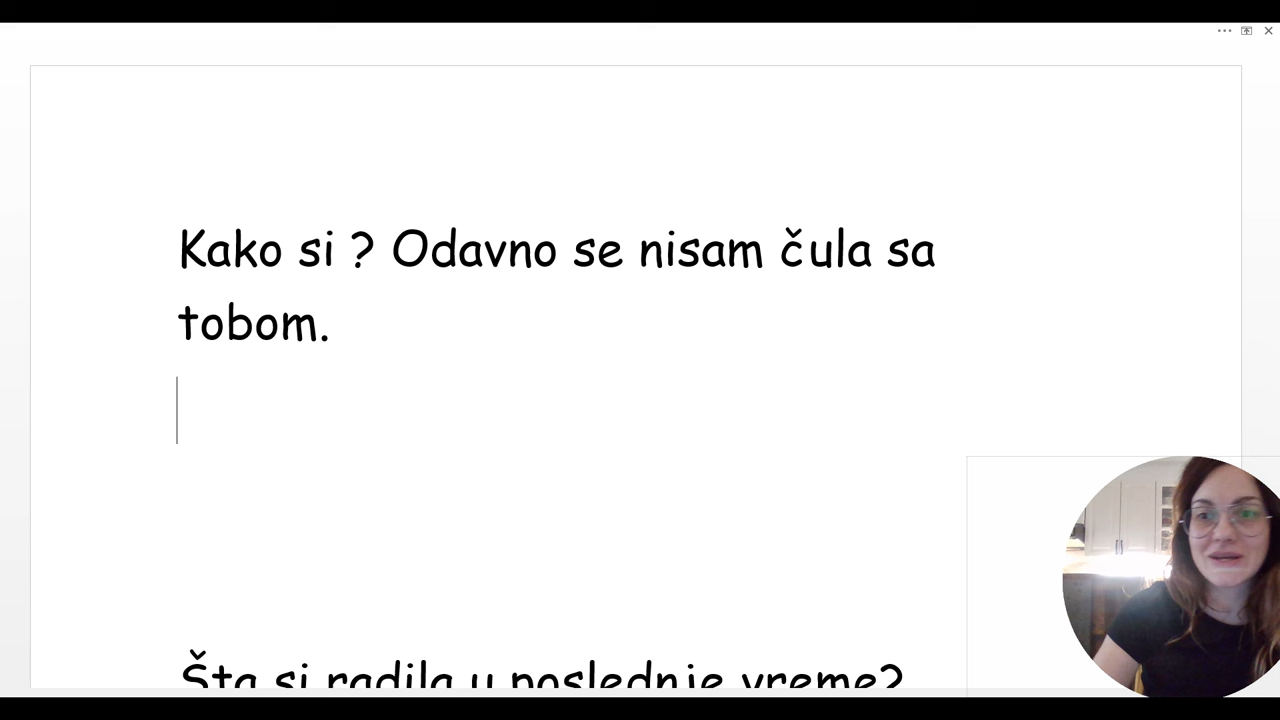 Kako si ? Odavno se nisam čula sa
tobom.
Šta si radila u poslednje vreme?